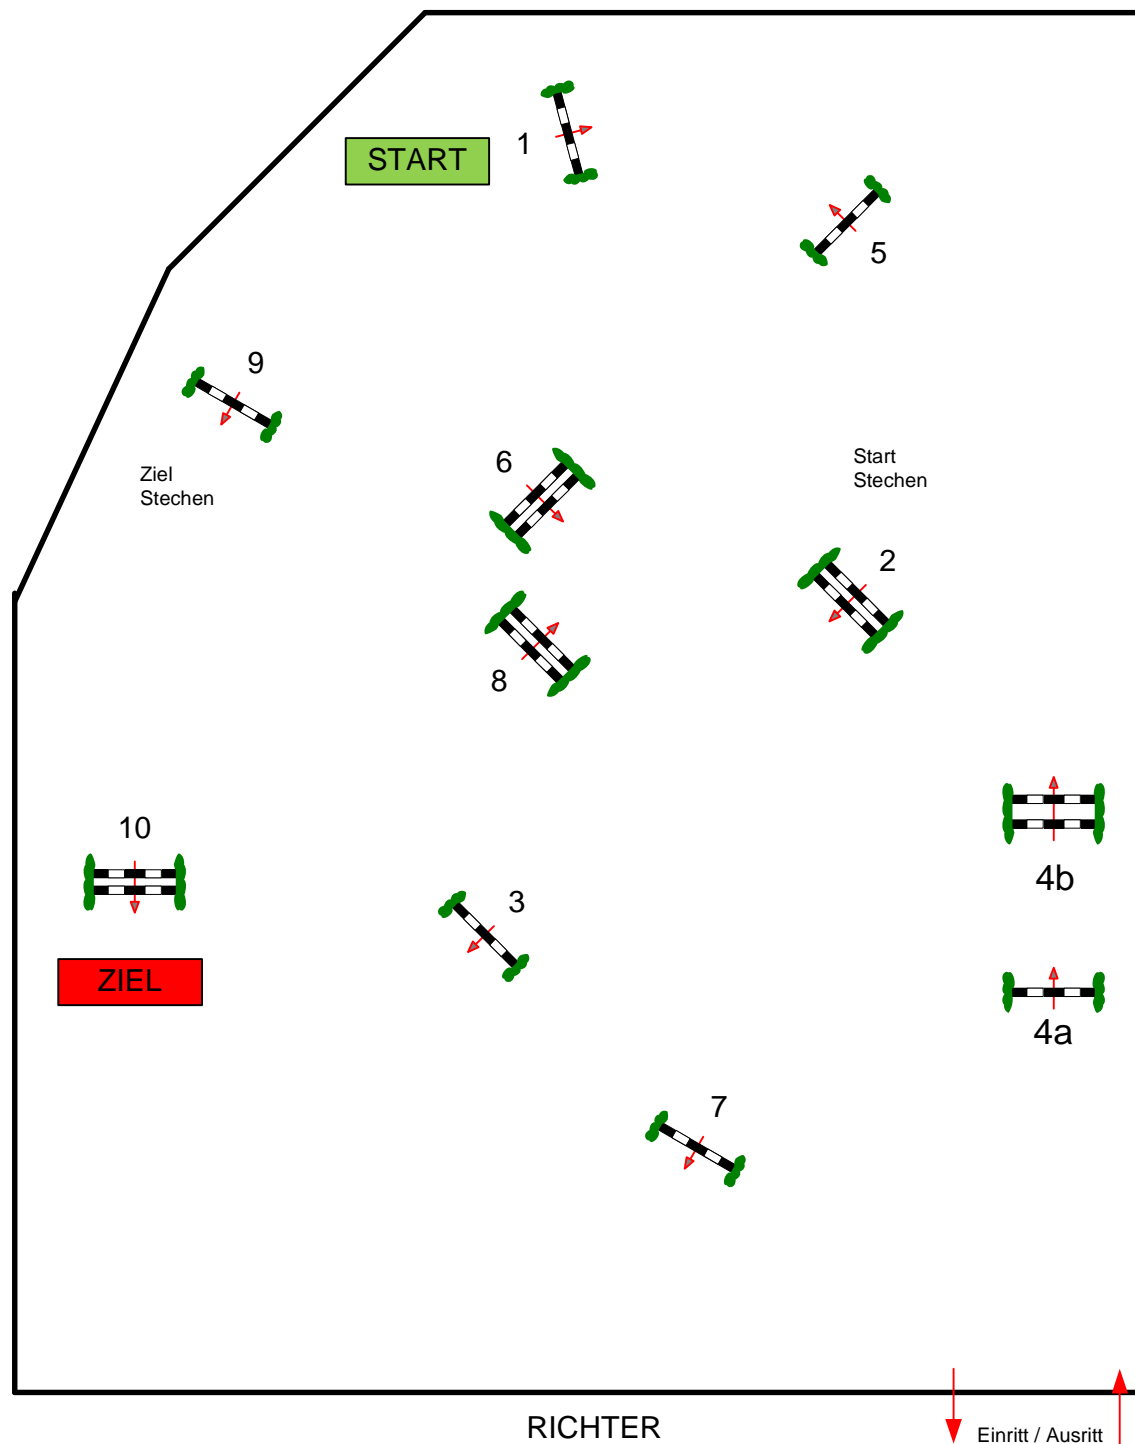 1
START
5
9
6
Start
Stechen
Ziel
Stechen
2
8
10
4b
3
ZIEL
4a
7
RICHTER
Einritt / Ausritt